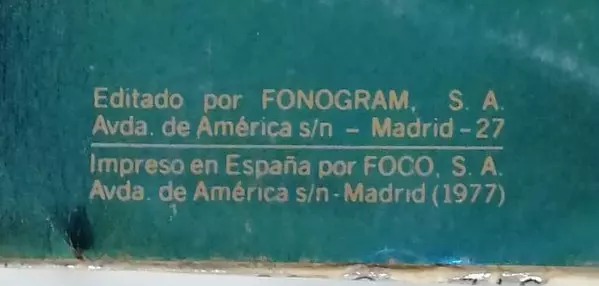 Editado por FONOGRAM, S. A.
Avda. de América s/n - Madrid - 27
Impreso en España por FOCO, S. A.
Avda. de América s/n - Madrid (1977)